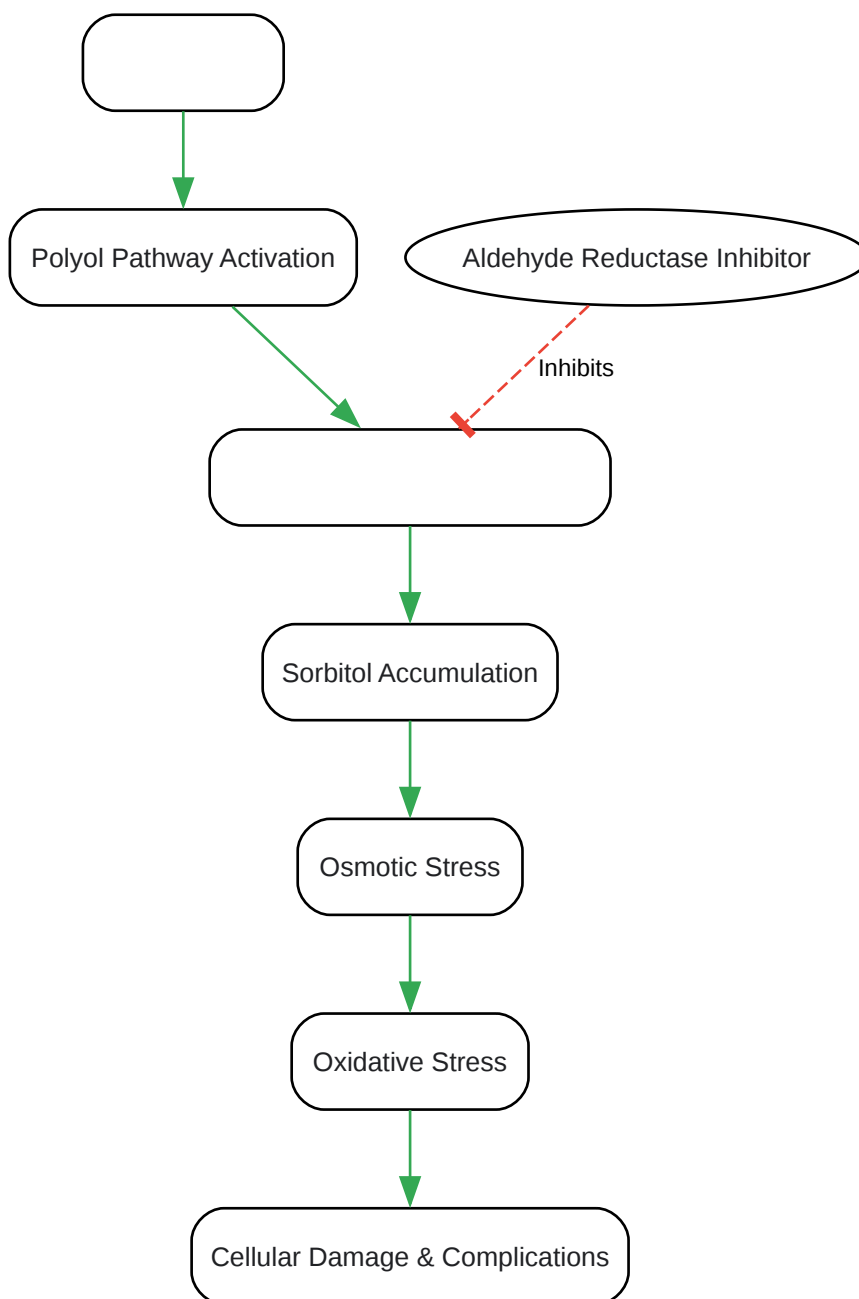 Polyol Pathway Activation
Aldehyde Reductase Inhibitor
Inhibits
Sorbitol Accumulation
Osmotic Stress
Oxidative Stress
Cellular Damage & Complications